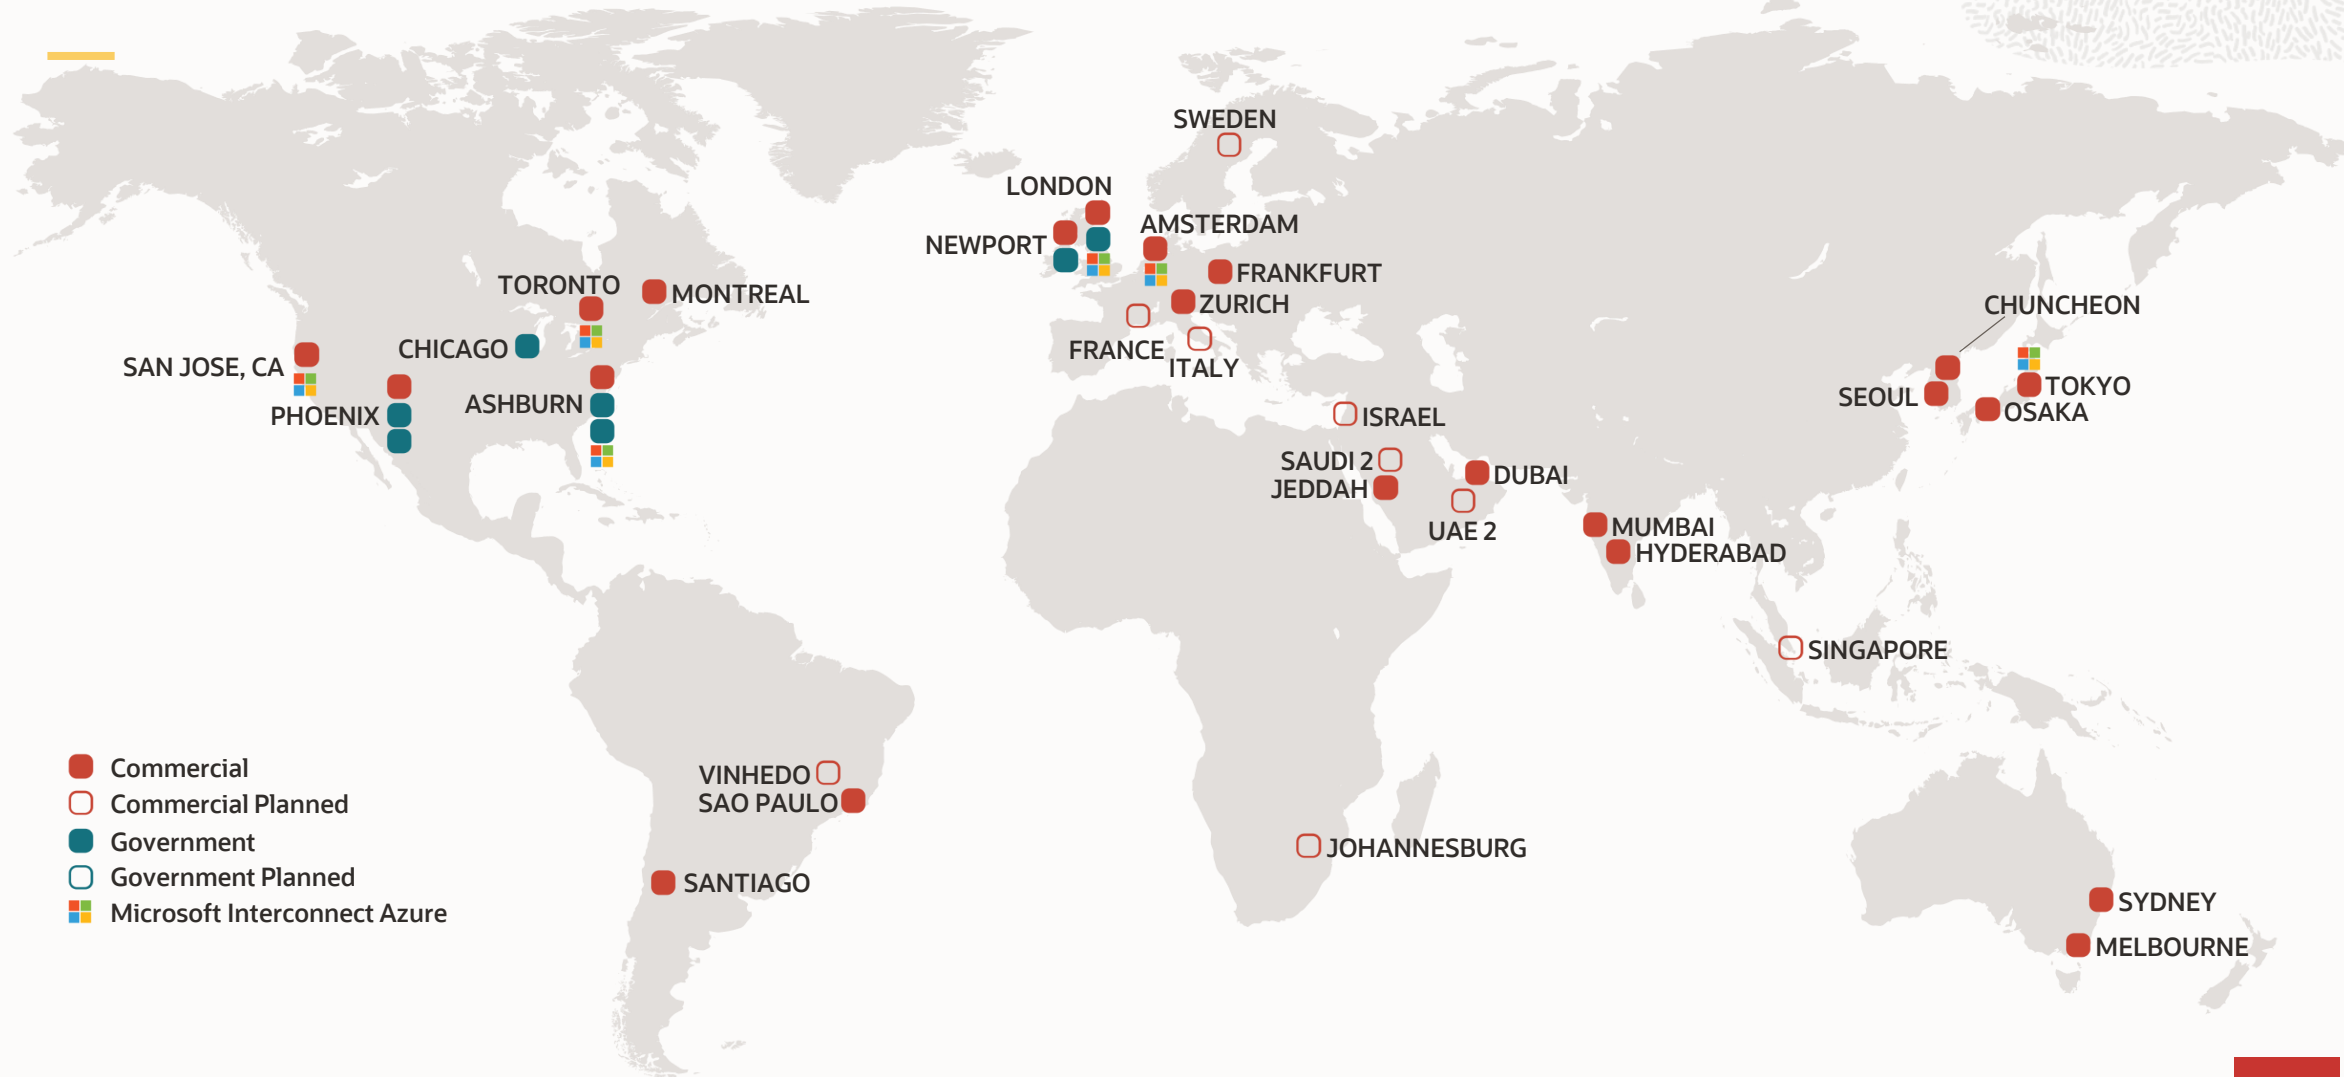 SWEDEN
LONDON
AMSTERDAM
NEWPORT
FRANKFURT
TORONTO
MONTREAL
ZURICH
CHUNCHEON
CHICAGO
FRANCE
SAN JOSE, CA
ITALY
TOKYO
SEOUL
ASHBURN
OSAKA
PHOENIX
ISRAEL
SAUDI 2
DUBAI
JEDDAH
UAE 2
MUMBAI
HYDERABAD
SINGAPORE
VINHEDO
SAO PAULO
JOHANNESBURG
SANTIAGO
SYDNEY
MELBOURNE
Commercial
Commercial Planned
Government
Government Planned
Microsoft Interconnect Azure